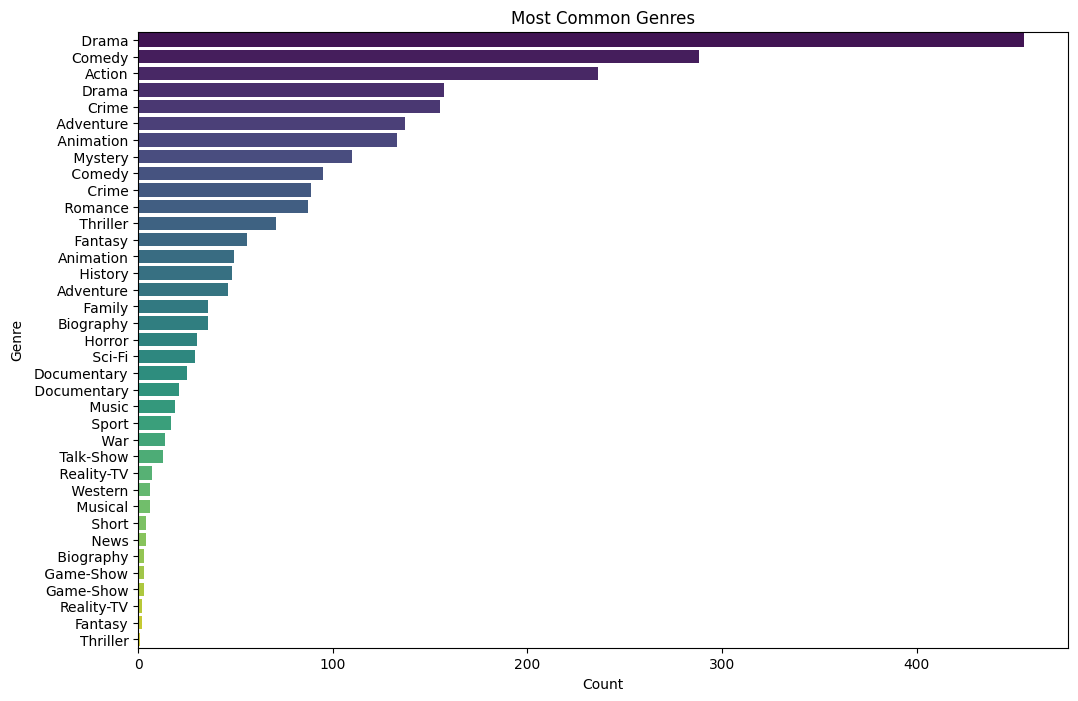 Most Common Genres
Drama
Comedy
Action
Drama
Crime
Adventure
Animation
Mystery
Comedy
Crime
Romance
Thriller
Fantasy
Animation
History
Adventure
Family
Biography
Horror
Sci-Fi
Documentary
Documentary
Music
Sport
War
Talk-Show
Reality-TV
Western
Musical
Short
News
Biography
Game-Show
Game-Show
Reality-TV
Fantasy
Thriller
Genre
0 100 200 300 400
Count